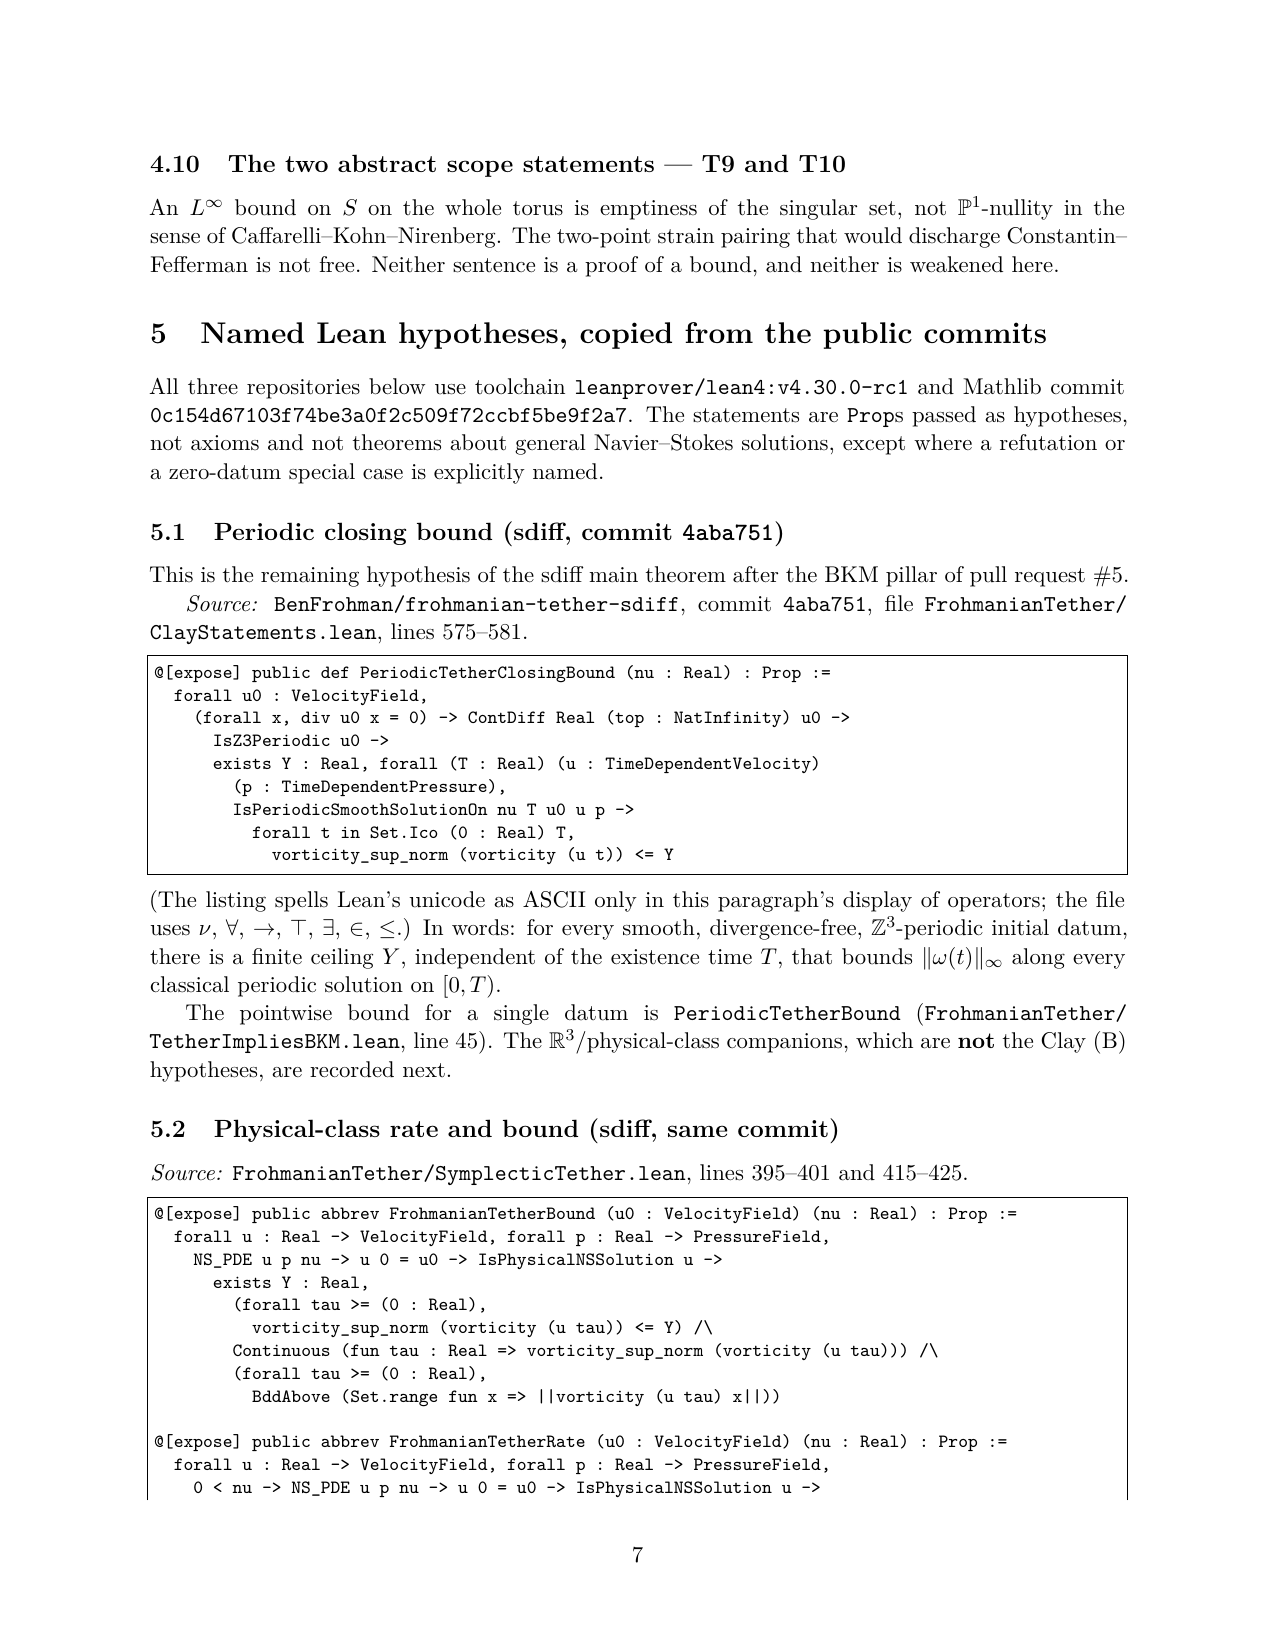 4.10 The two abstract scope statements — T9 and T10
An L∞ bound on S on the whole torus is emptiness of the singular set, not ℙ¹-nullity in the
sense of Caffarelli–Kohn–Nirenberg. The two-point strain pairing that would discharge Constantin–
Fefferman is not free. Neither sentence is a proof of a bound, and neither is weakened here.
5 Named Lean hypotheses, copied from the public commits
All three repositories below use toolchain leanprover/lean4:v4.30.0-rc1 and Mathlib commit
0c154d67103f74be3a0f2c509f72ccbf5be9f2a7. The statements are Props passed as hypotheses,
not axioms and not theorems about general Navier–Stokes solutions, except where a refutation or
a zero-datum special case is explicitly named.
5.1 Periodic closing bound (sdiff, commit 4aba751)
This is the remaining hypothesis of the sdiff main theorem after the BKM pillar of pull request #5.
Source: BenFrohman/frohmanian-tether-sdiff, commit 4aba751, file FrohmanianTether/
ClayStatements.lean, lines 575–581.
@[expose] public def PeriodicTetherClosingBound (nu : Real) : Prop :=
forall u0 : VelocityField,
(forall x, div u0 x = 0) -> ContDiff Real (top : NatInfinity) u0 ->
IsZ3Periodic u0 ->
exists Y : Real, forall (T : Real) (u : TimeDependentVelocity)
(p : TimeDependentPressure),
IsPeriodicSmoothSolutionOn nu T u0 u p ->
forall t in Set.Ico (0 : Real) T,
vorticity_sup_norm (vorticity (u t)) <= Y
(The listing spells Lean's unicode as ASCII only in this paragraph's display of operators; the file
uses ν, ∀, →, ⊤, ∃, ∈, ≤.) In words: for every smooth, divergence-free, ℤ³-periodic initial datum,
there is a finite ceiling Y, independent of the existence time T, that bounds ‖ω(t)‖∞ along every
classical periodic solution on [0, T).
The pointwise bound for a single datum is PeriodicTetherBound (FrohmanianTether/
TetherImpliesBKM.lean, line 45). The ℝ³/physical-class companions, which are not the Clay (B)
hypotheses, are recorded next.
5.2 Physical-class rate and bound (sdiff, same commit)
Source: FrohmanianTether/SymplecticTether.lean, lines 395–401 and 415–425.
@[expose] public abbrev FrohmanianTetherBound (u0 : VelocityField) (nu : Real) : Prop :=
forall u : Real -> VelocityField, forall p : Real -> PressureField,
NS_PDE u p nu -> u 0 = u0 -> IsPhysicalNSSolution u ->
exists Y : Real,
(forall tau >= (0 : Real),
vorticity_sup_norm (vorticity (u tau)) <= Y) /\
Continuous (fun tau : Real => vorticity_sup_norm (vorticity (u tau))) /\
(forall tau >= (0 : Real),
BddAbove (Set.range fun x => ||vorticity (u tau) x||))
@[expose] public abbrev FrohmanianTetherRate (u0 : VelocityField) (nu : Real) : Prop :=
forall u : Real -> VelocityField, forall p : Real -> PressureField,
0 < nu -> NS_PDE u p nu -> u 0 = u0 -> IsPhysicalNSSolution u ->
7